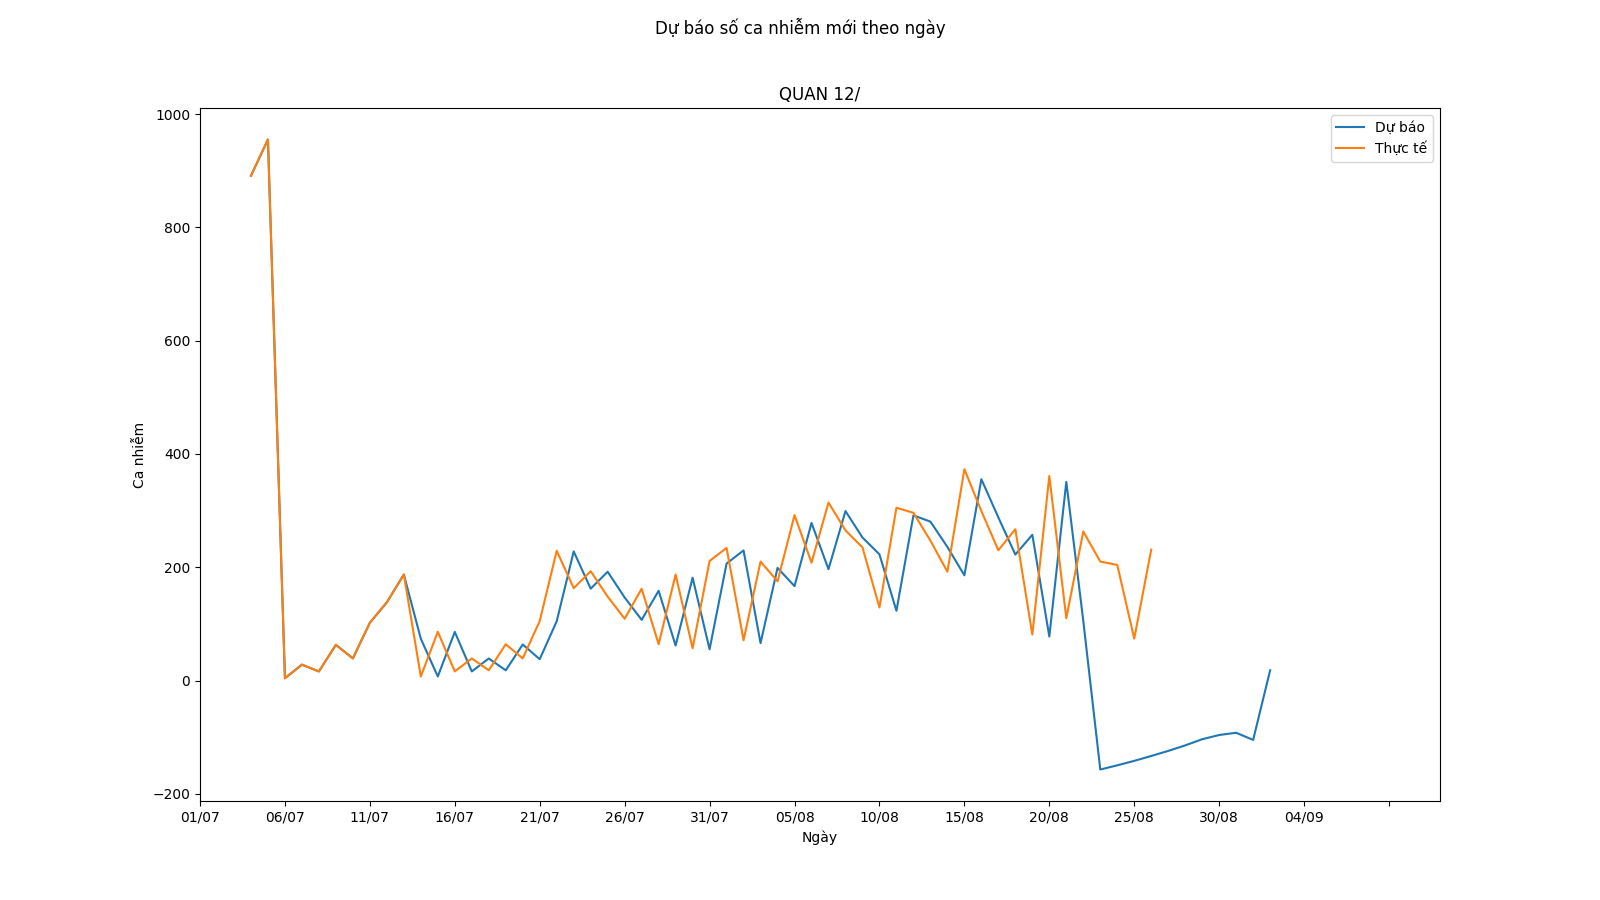 Dự báo số ca nhiễm mới theo ngày
QUAN 12/
Dự báo
Thực tế
1000
800
600
400
200
0
−200
Ca nhiễm
01/07 06/07 11/07 16/07 21/07 26/07 31/07 05/08 10/08 15/08 20/08 25/08 30/08 04/09
Ngày